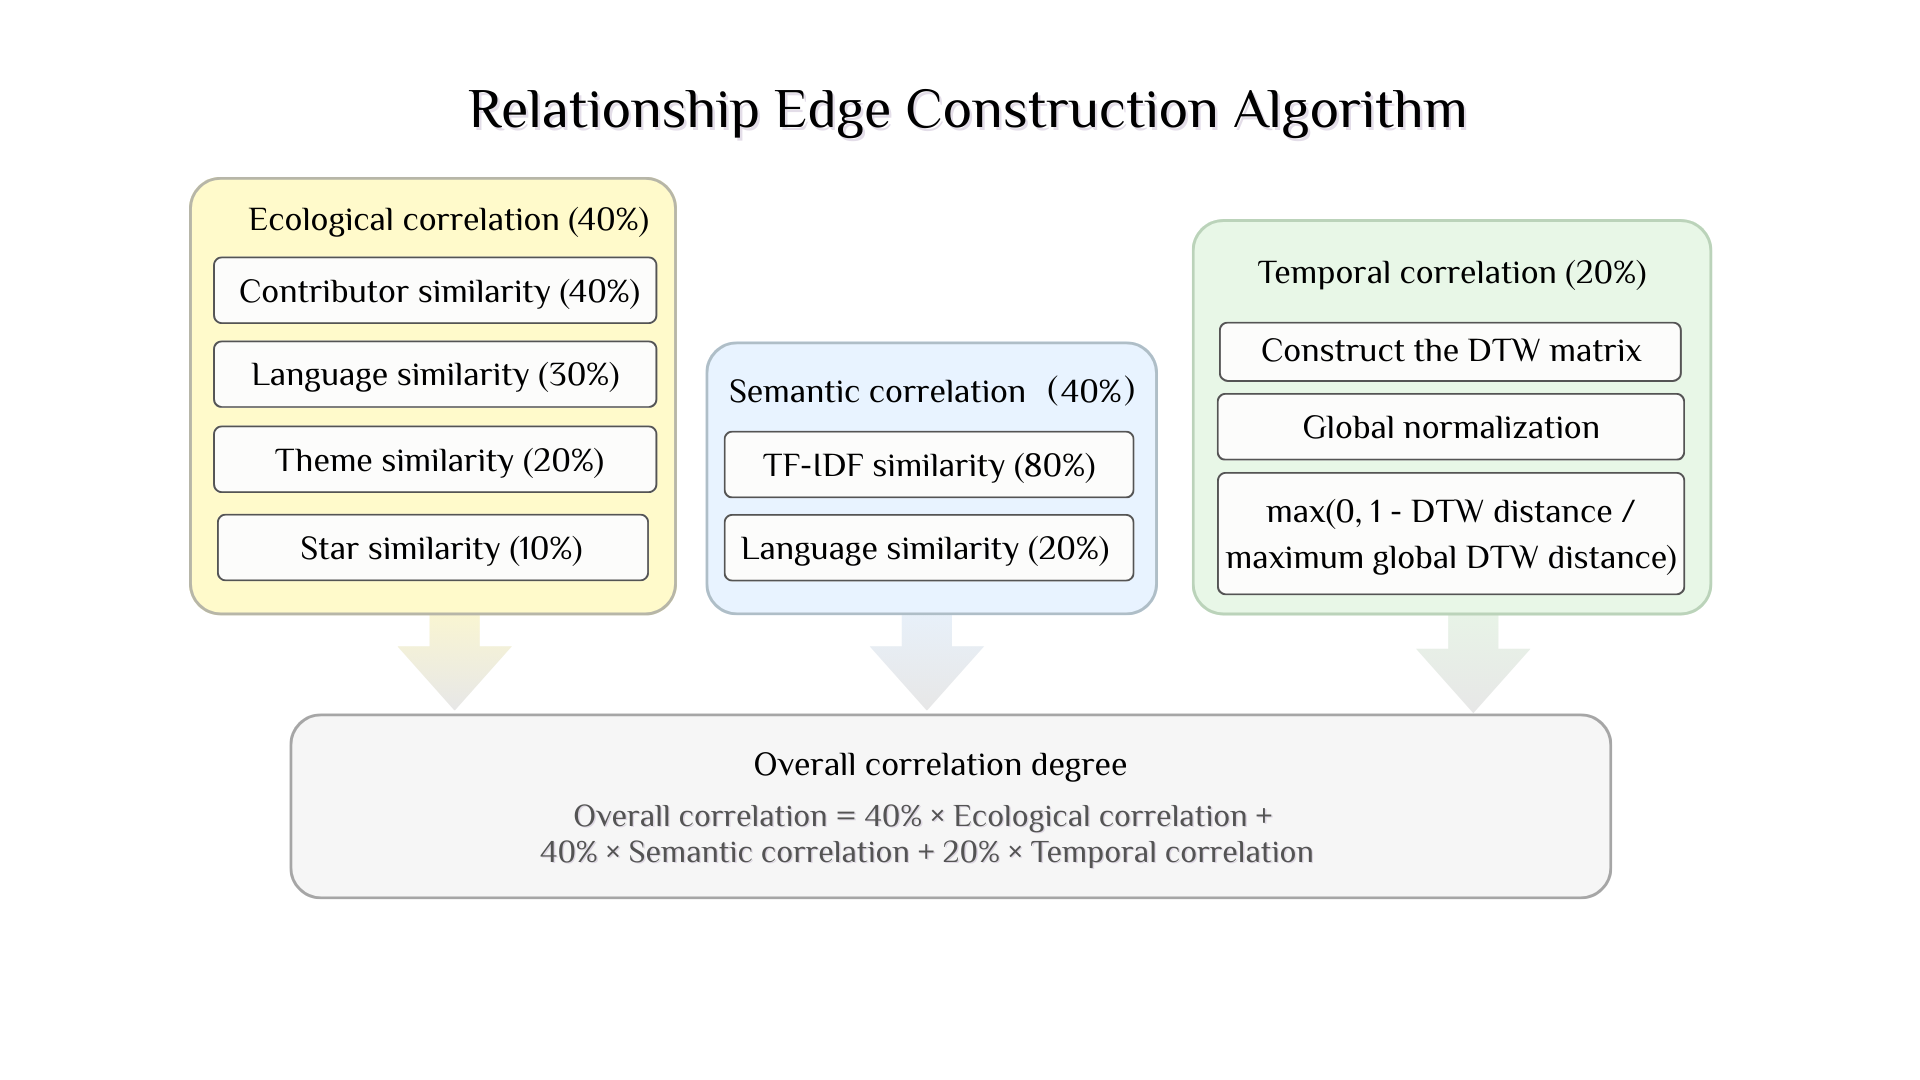 Relationship Edge Construction Algorithm
Ecological correlation (40%)
Contributor similarity (40%)
Language similarity (30%)
Theme similarity (20%)
Star similarity (10%)
Semantic correlation （40%）
TF-IDF similarity (80%)
Language similarity (20%)
Temporal correlation (20%)
Construct the DTW matrix
Global normalization
max(0, 1 - DTW distance /
maximum global DTW distance)
Overall correlation degree
Overall correlation = 40% × Ecological correlation +
40% × Semantic correlation + 20% × Temporal correlation